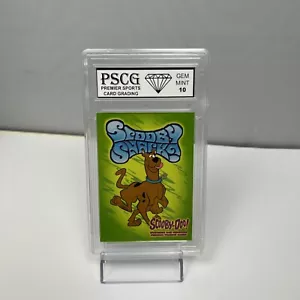 PSCG
PREMIER SPORTS
CARD GRADING
GEM
MINT
10
SCOOBY
SNACKS
SCOOBY-DOO!